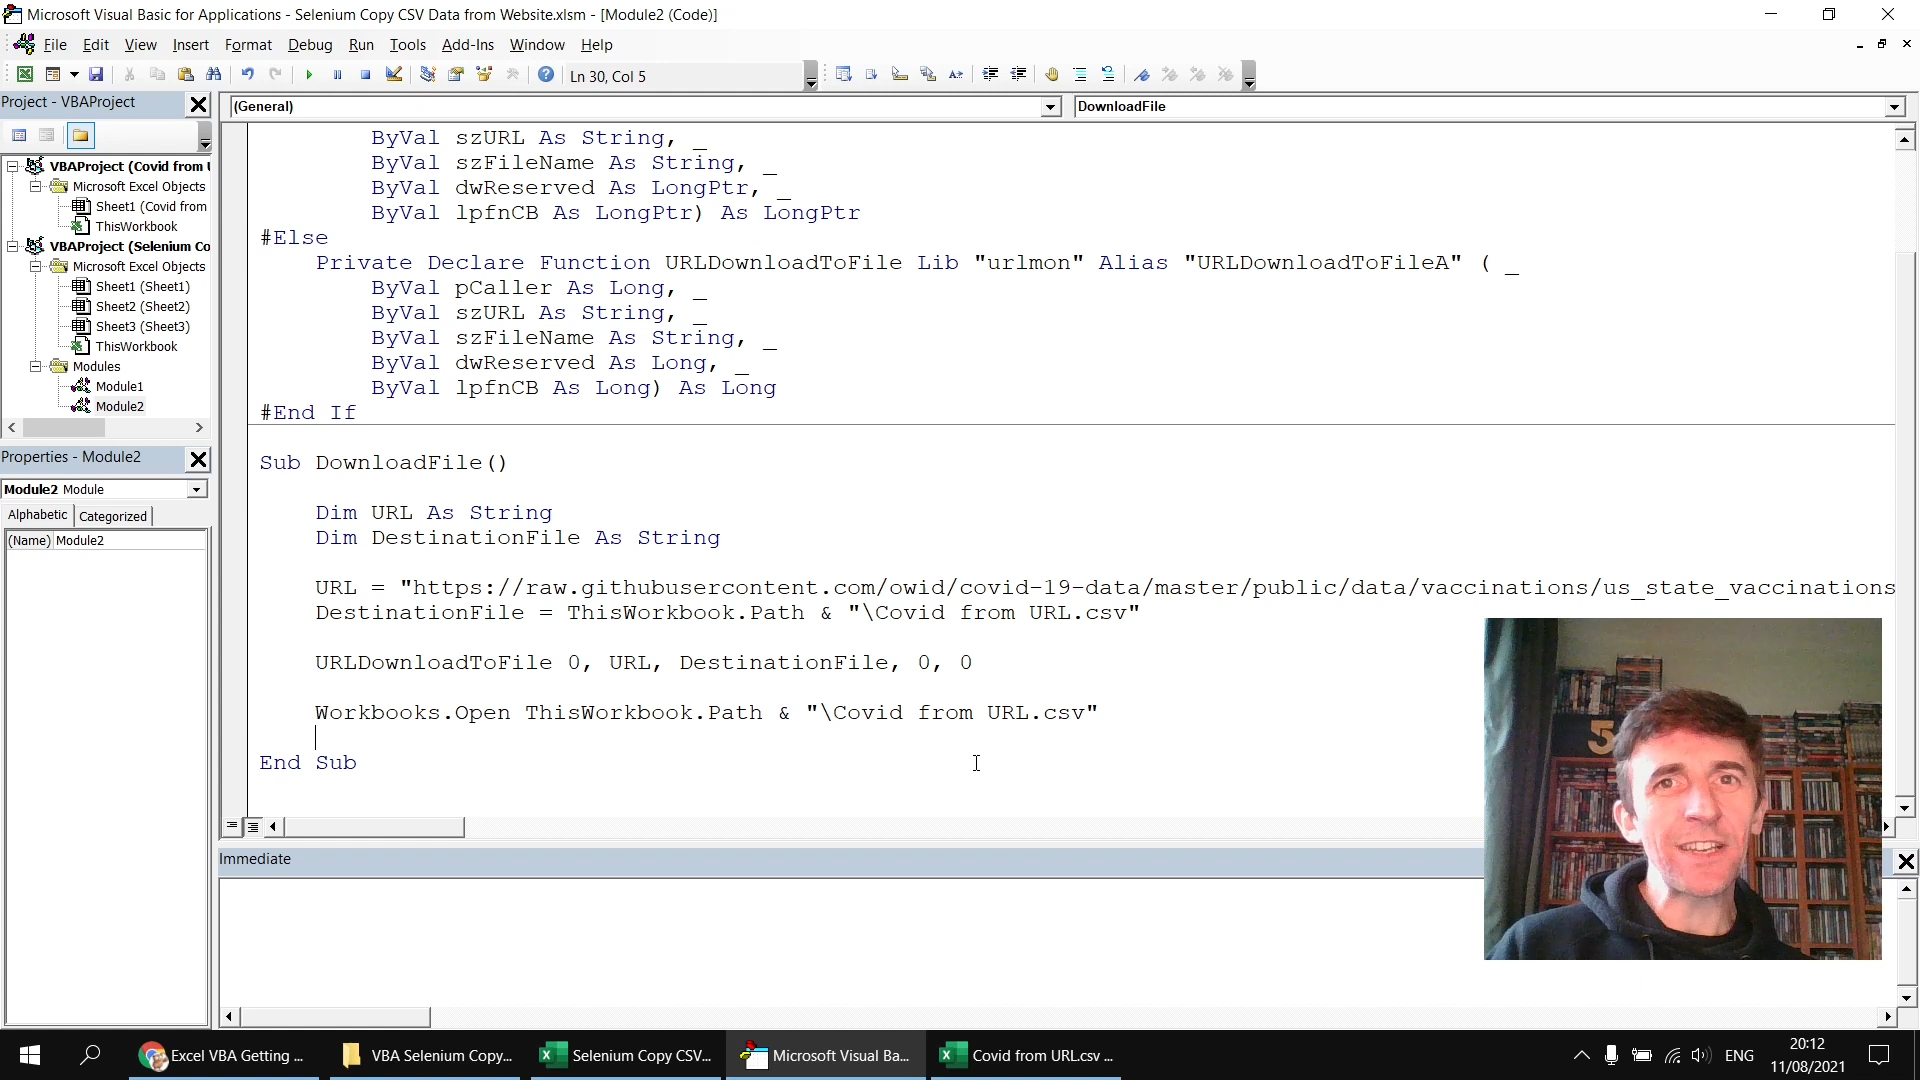 Microsoft Visual Basic for Applications - Selenium Copy CSV Data from Website.xlsm - [Module2 (Code)]
File Edit View Insert Format Debug Run Tools Add-Ins Window Help
Ln 30, Col 5
Project - VBAProject
(General)
DownloadFile
VBAProject (Covid from
Microsoft Excel Objects
Sheet1 (Covid from
ThisWorkbook
VBAProject (Selenium Co
Microsoft Excel Objects
Sheet1 (Sheet1)
Sheet2 (Sheet2)
Sheet3 (Sheet3)
ThisWorkbook
Modules
Module1
Module2
Properties - Module2
Module2 Module
Alphabetic Categorized
(Name) Module2
ByVal szURL As String, _
ByVal szFileName As String, _
ByVal dwReserved As LongPtr, _
ByVal lpfnCB As LongPtr) As LongPtr
#Else
Private Declare Function URLDownloadToFile Lib "urlmon" Alias "URLDownloadToFileA" ( _
ByVal pCaller As Long, _
ByVal szURL As String, _
ByVal szFileName As String, _
ByVal dwReserved As Long, _
ByVal lpfnCB As Long) As Long
#End If
Sub DownloadFile()
Dim URL As String
Dim DestinationFile As String
URL = "https://raw.githubusercontent.com/owid/covid-19-data/master/public/data/vaccinations/us_state_vaccinations
DestinationFile = ThisWorkbook.Path & "\Covid from URL.csv"
URLDownloadToFile 0, URL, DestinationFile, 0, 0
Workbooks.Open ThisWorkbook.Path & "\Covid from URL.csv"
End Sub
5
Immediate
Excel VBA Getting ...
VBA Selenium Copy...
Selenium Copy CSV...
Microsoft Visual Ba...
Covid from URL.csv ...
ENG
20:12
11/08/2021